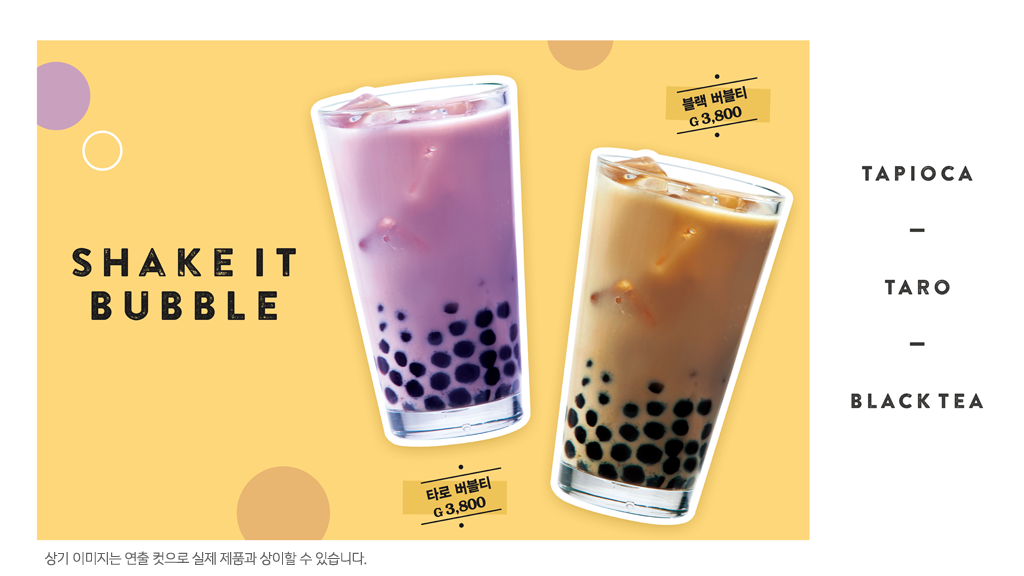 SHAKE IT
BUBBLE
블랙 버블티
G 3,800
타로 버블티
G 3,800
TAPIOCA
–
TARO
–
BLACK TEA
상기 이미지는 연출 컷으로 실제 제품과 상이할 수 있습니다.